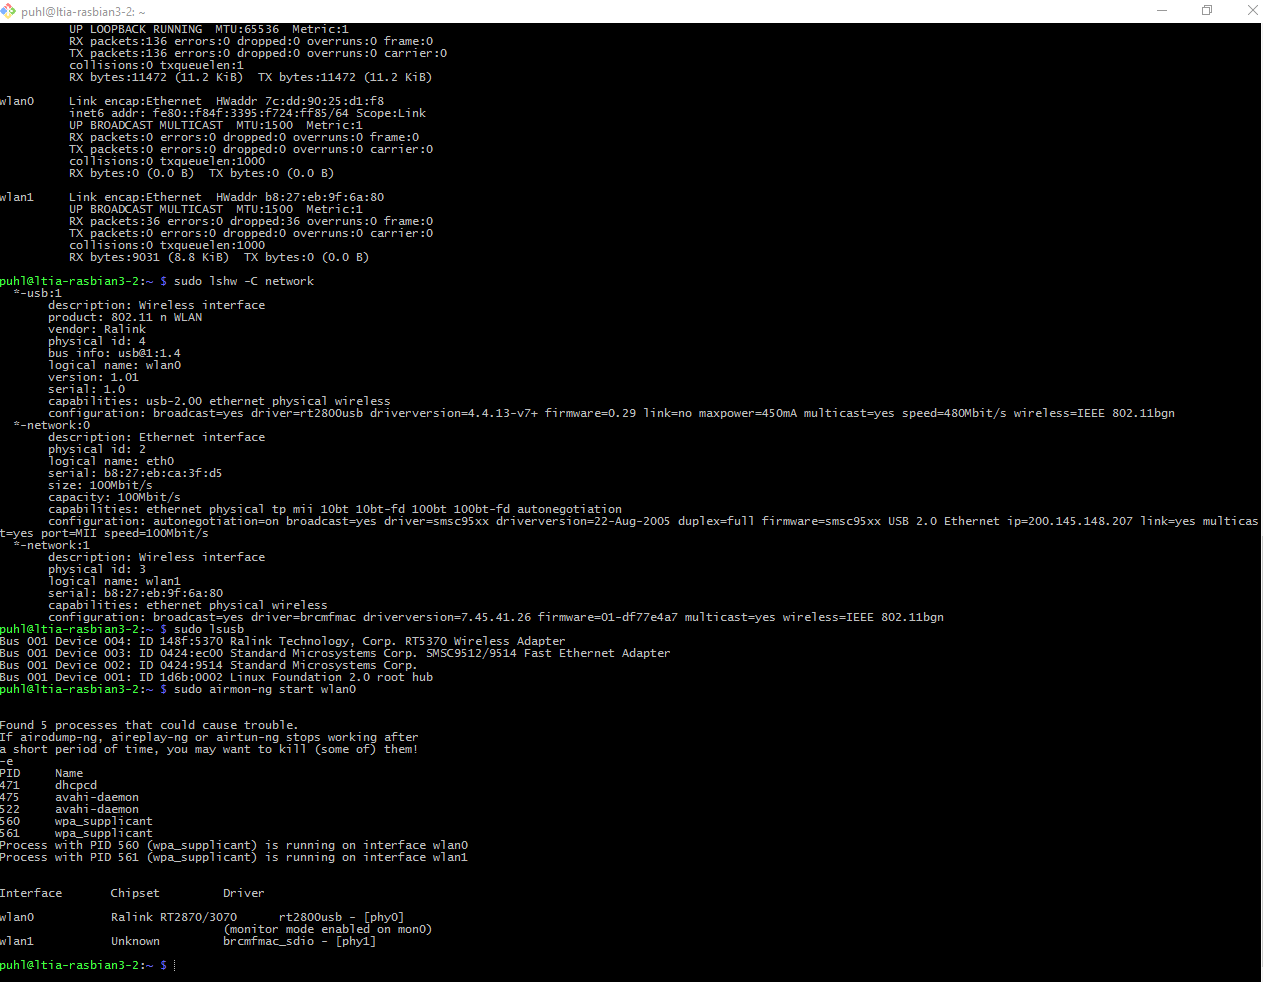 puhl@ltia-rasbian3-2: ~
UP LOOPBACK RUNNING  MTU:65536  Metric:1
RX packets:136 errors:0 dropped:0 overruns:0 frame:0
TX packets:136 errors:0 dropped:0 overruns:0 carrier:0
collisions:0 txqueuelen:1
RX bytes:11472 (11.2 KiB)  TX bytes:11472 (11.2 KiB)
wlan0     Link encap:Ethernet  HWaddr 7c:dd:90:25:d1:f8
inet6 addr: fe80::f84f:3395:f724:ff85/64 Scope:Link
UP BROADCAST MULTICAST  MTU:1500  Metric:1
RX packets:0 errors:0 dropped:0 overruns:0 frame:0
TX packets:0 errors:0 dropped:0 overruns:0 carrier:0
collisions:0 txqueuelen:1000
RX bytes:0 (0.0 B)  TX bytes:0 (0.0 B)
wlan1     Link encap:Ethernet  HWaddr b8:27:eb:9f:6a:80
UP BROADCAST MULTICAST  MTU:1500  Metric:1
RX packets:36 errors:0 dropped:36 overruns:0 frame:0
TX packets:0 errors:0 dropped:0 overruns:0 carrier:0
collisions:0 txqueuelen:1000
RX bytes:9031 (8.8 KiB)  TX bytes:0 (0.0 B)
puhl@ltia-rasbian3-2:~ $ sudo lshw -C network
*-usb:1
description: Wireless interface
product: 802.11 n WLAN
vendor: Ralink
physical id: 4
bus info: usb@1:1.4
logical name: wlan0
version: 1.01
serial: 1.0
capabilities: usb-2.00 ethernet physical wireless
configuration: broadcast=yes driver=rt2800usb driverversion=4.4.13-v7+ firmware=0.29 link=no maxpower=450mA multicast=yes speed=480Mbit/s wireless=IEEE 802.11bgn
*-network:0
description: Ethernet interface
physical id: 2
logical name: eth0
serial: b8:27:eb:ca:3f:d5
size: 100Mbit/s
capacity: 100Mbit/s
capabilities: ethernet physical tp mii 10bt 10bt-fd 100bt 100bt-fd autonegotiation
configuration: autonegotiation=on broadcast=yes driver=smsc95xx driverversion=22-Aug-2005 duplex=full firmware=smsc95xx USB 2.0 Ethernet ip=200.145.148.207 link=yes multicas
t=yes port=MII speed=100Mbit/s
*-network:1
description: Wireless interface
physical id: 3
logical name: wlan1
serial: b8:27:eb:9f:6a:80
capabilities: ethernet physical wireless
configuration: broadcast=yes driver=brcmfmac driverversion=7.45.41.26 firmware=01-df77e4a7 multicast=yes wireless=IEEE 802.11bgn
puhl@ltia-rasbian3-2:~ $ sudo lsusb
Bus 001 Device 004: ID 148f:5370 Ralink Technology, Corp. RT5370 Wireless Adapter
Bus 001 Device 003: ID 0424:ec00 Standard Microsystems Corp. SMSC9512/9514 Fast Ethernet Adapter
Bus 001 Device 002: ID 0424:9514 Standard Microsystems Corp.
Bus 001 Device 001: ID 1d6b:0002 Linux Foundation 2.0 root hub
puhl@ltia-rasbian3-2:~ $ sudo airmon-ng start wlan0
Found 5 processes that could cause trouble.
If airodump-ng, aireplay-ng or airtun-ng stops working after
a short period of time, you may want to kill (some of) them!
-e
PID     Name
471     dhcpcd
475     avahi-daemon
522     avahi-daemon
560     wpa_supplicant
561     wpa_supplicant
Process with PID 560 (wpa_supplicant) is running on interface wlan0
Process with PID 561 (wpa_supplicant) is running on interface wlan1
Interface       Chipset         Driver
wlan0           Ralink RT2870/3070      rt2800usb - [phy0]
(monitor mode enabled on mon0)
wlan1           Unknown         brcmfmac_sdio - [phy1]
puhl@ltia-rasbian3-2:~ $